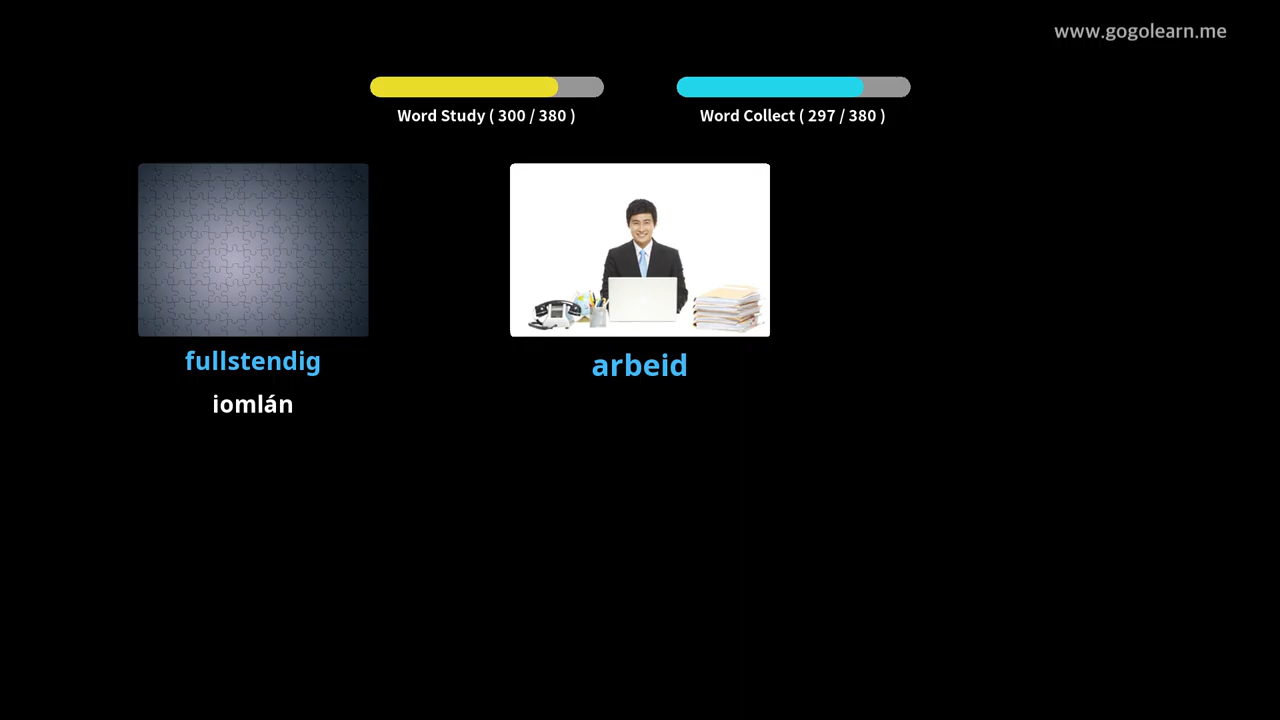 www.gogolearn.me
Word Study ( 300 / 380 )
Word Collect ( 297 / 380 )
fullstendig
iomlán
arbeid